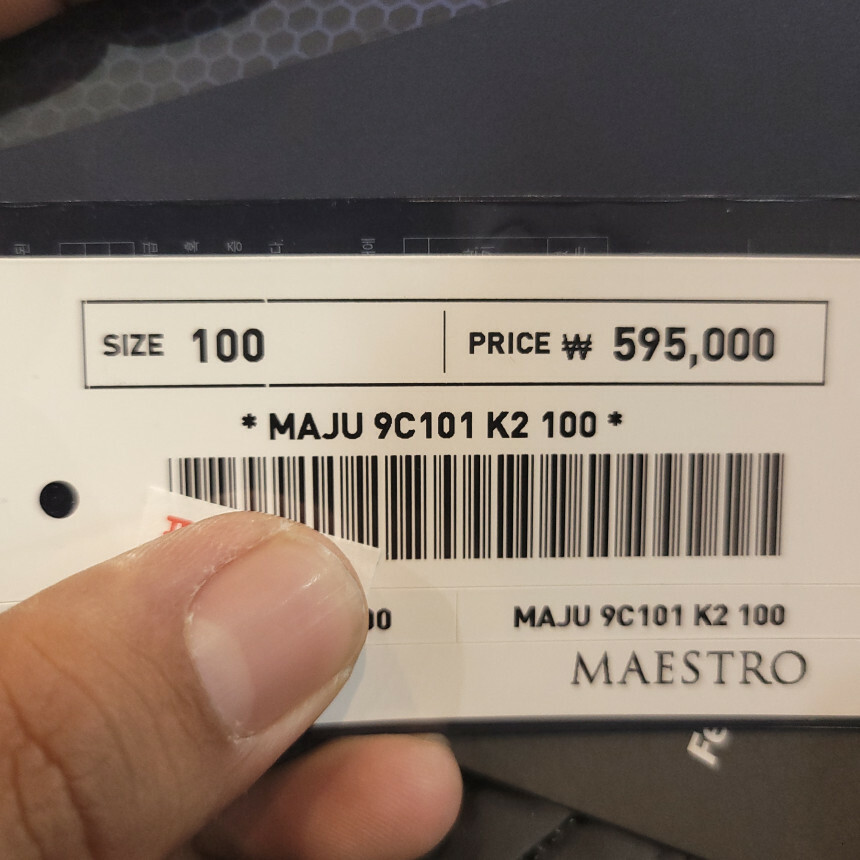 SIZE 100 PRICE ₩ 595,000
* MAJU 9C101 K2 100 *
MAJU 9C101 K2 100
MAESTRO